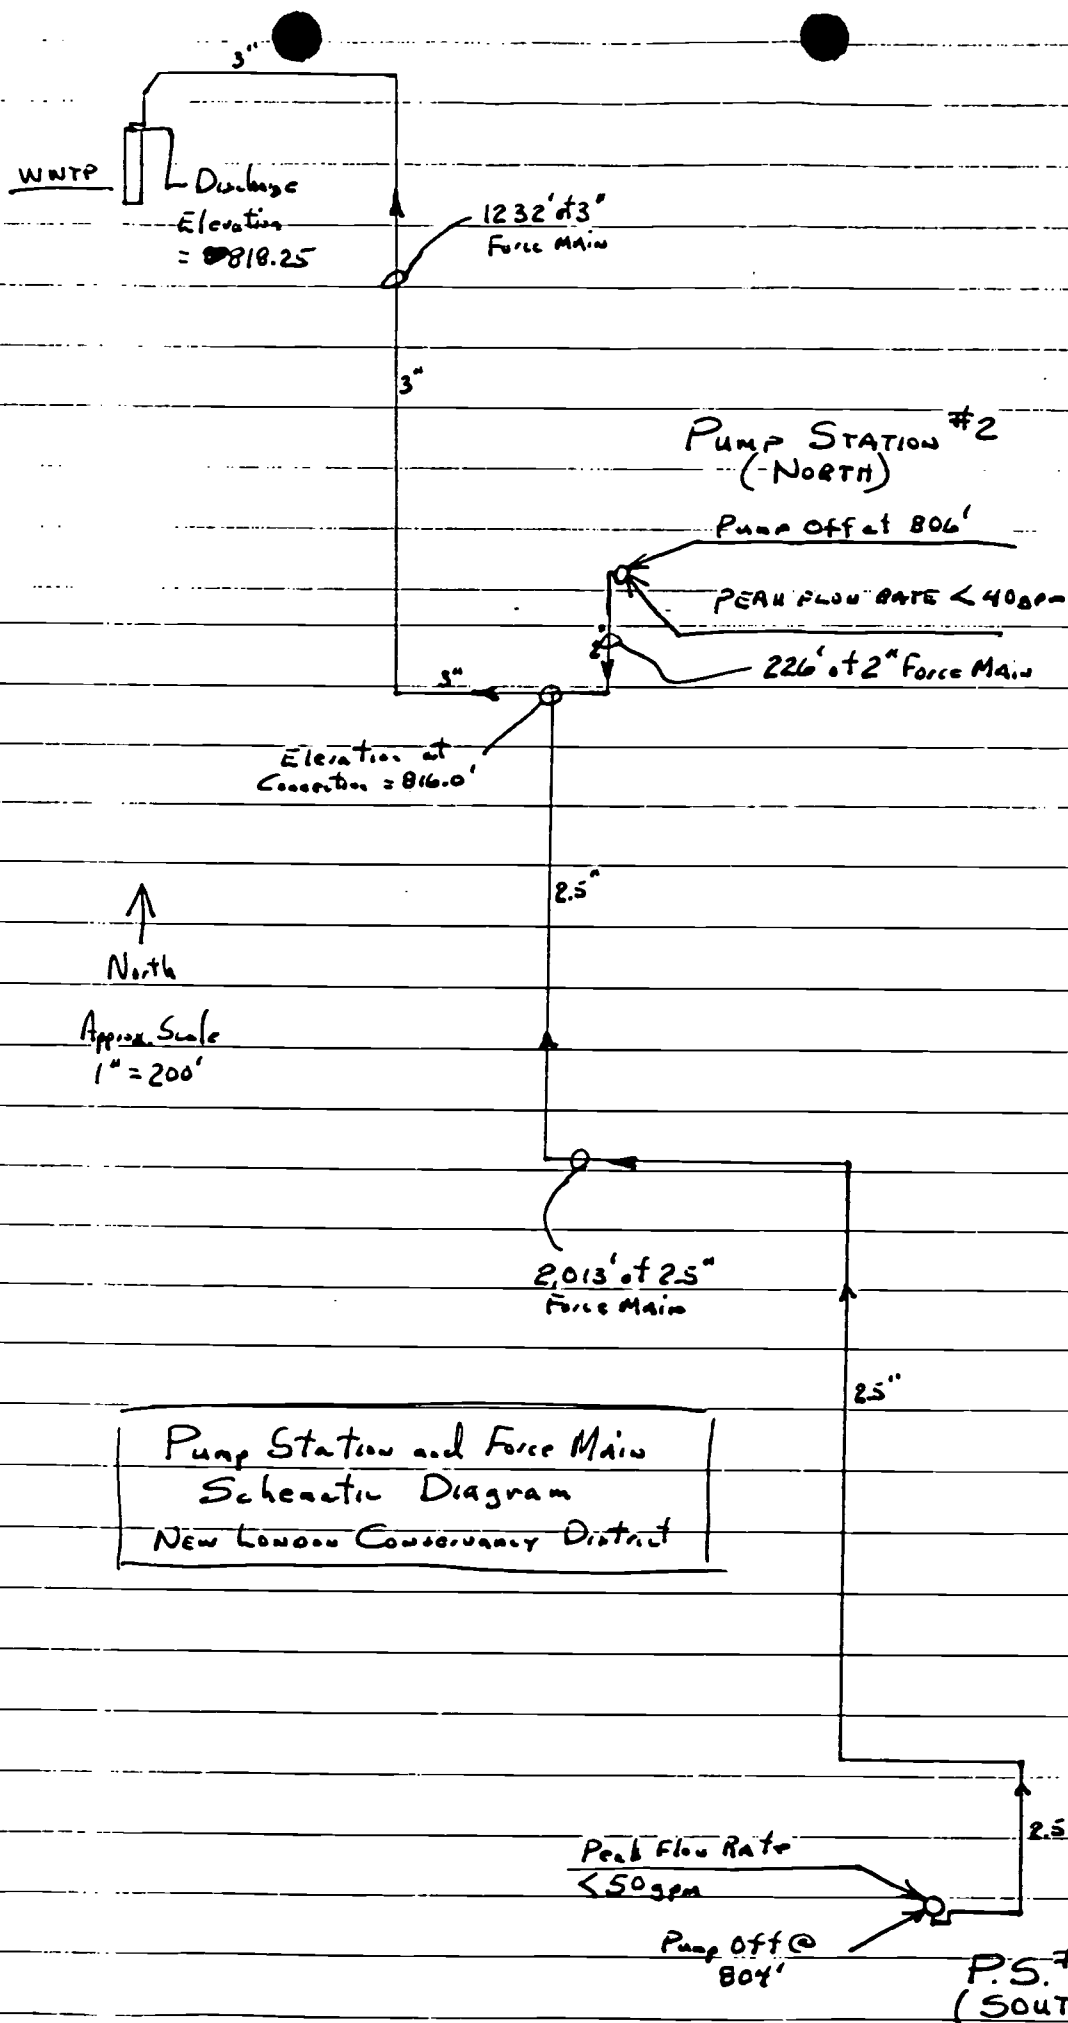 3"
WWTP
Discharge
Elevation
= 818.25
1232' of 3"
Force Main
3"
Pump Station #2
(North)
Pump Off at 806'
PEAK FLOW RATE < 40gpm
2"
226' of 2" Force Main
3"
Elevation at
Connection = 816.0'
2.5"
North
Approx. Scale
1" = 200'
2,013' of 2.5"
Force Main
2.5"
Pump Station and Force Main
Schematic Diagram
New London Conservancy District
2.5
Peak Flow Rate
<50gpm
Pump Off @
804'
P.S. #
(SOUT